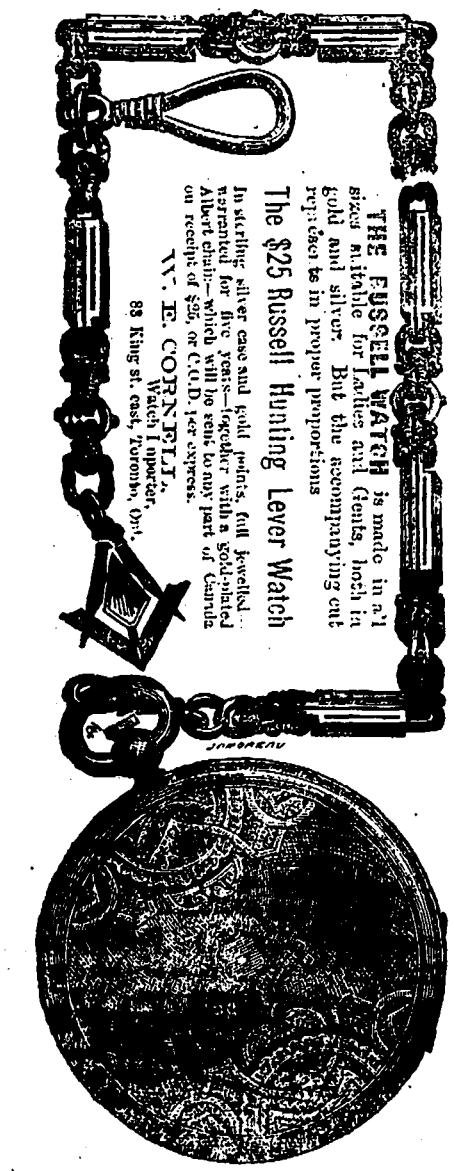 THE RUSSELL WATCH is made in all
sizes suitable for Ladies and Gents, both in
gold and silver. But the accompanying cut
represents in proper proportions
The $25 Russell Hunting Lever Watch
In sterling silver case and gold points, full jewelled—
warranted for five years—together with a gold-plated
Albert chain—which will be sent to any part of Canada
on receipt of $25, or C.O.D. per express.
W. E. CORNELL,
Watch Importer,
83 King st. east, Toronto, Ont.
JNO MOREAU